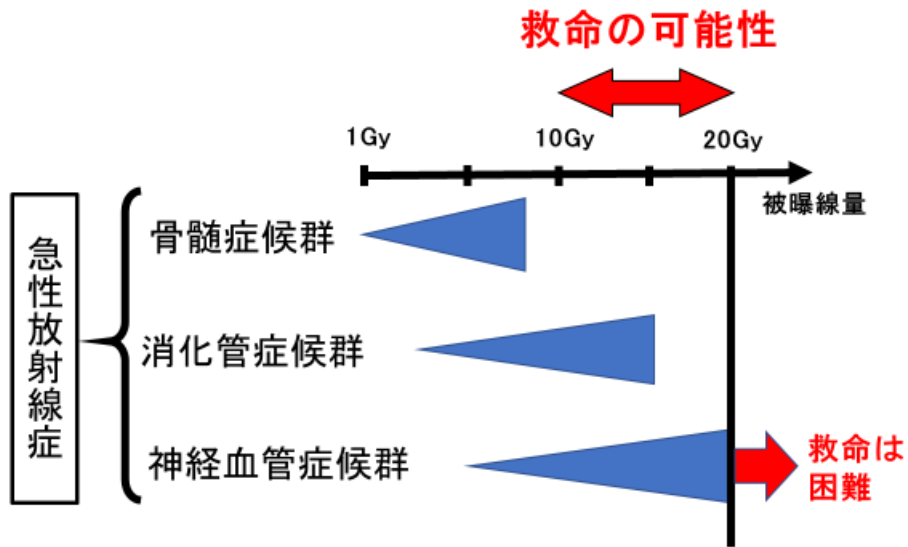 救命の可能性
1Gy
10Gy
20Gy
被曝線量
急性放射線症
骨髄症候群
消化管症候群
神経血管症候群
救命は
困難